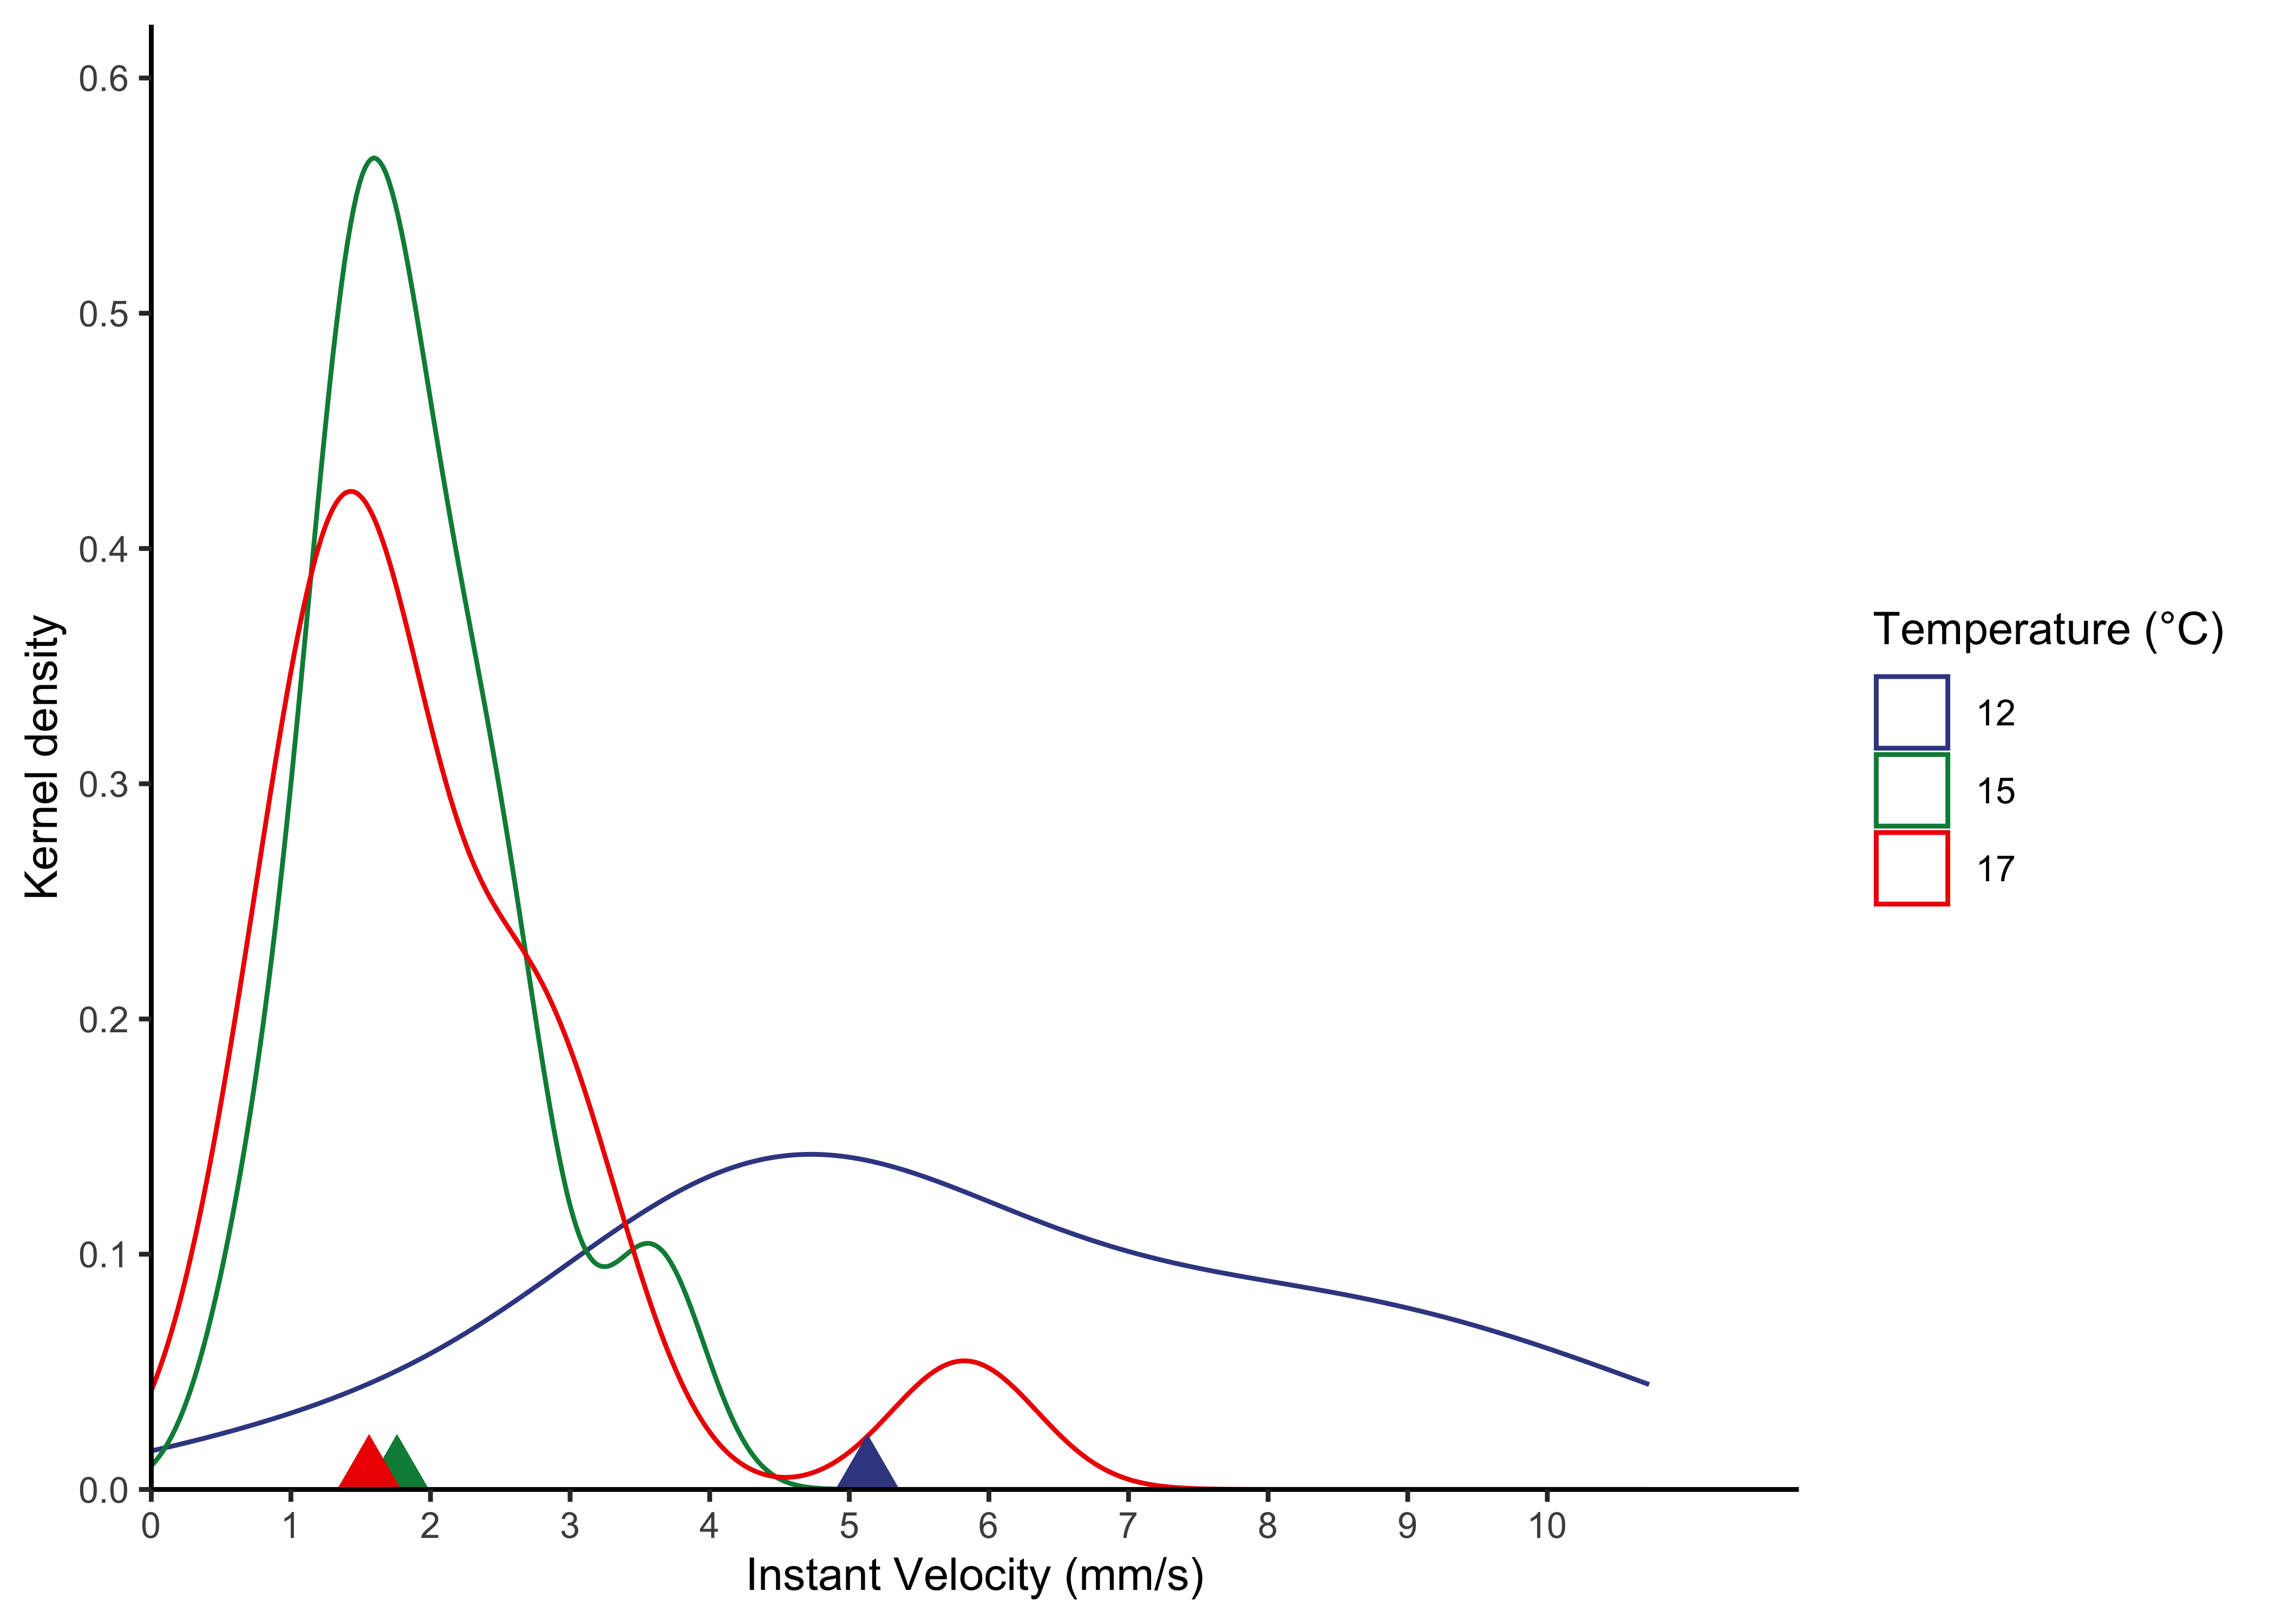 0.6
0.5
0.4
0.3
0.2
0.1
0.0
Kernel density
0 1 2 3 4 5 6 7 8 9 10
Instant Velocity (mm/s)
Temperature (°C)
12
15
17